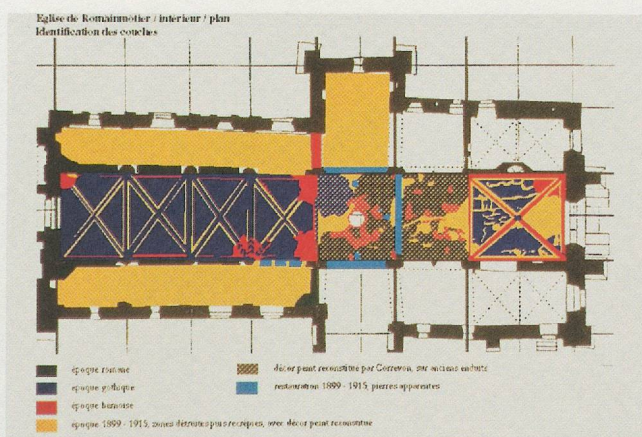 Eglise de Romainmôtier / intérieur / plan
Identification des couches
époque romane
époque gothique
époque bernoise
époque 1899 - 1915, zones détruites puis recrépies, avec décor peint reconstitué
décor peint reconstitué par Correvon, sur anciens enduits
restauration 1899 - 1915, pierres apparentes